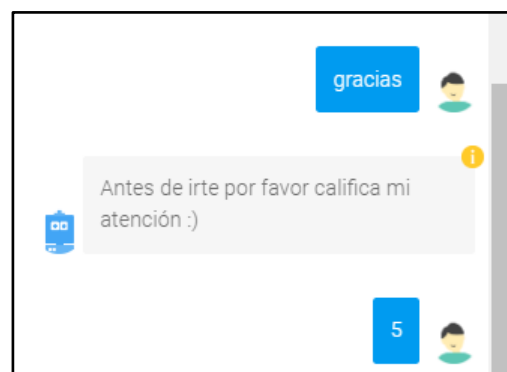 gracias
Antes de irte por favor califica mi
atención :)
5